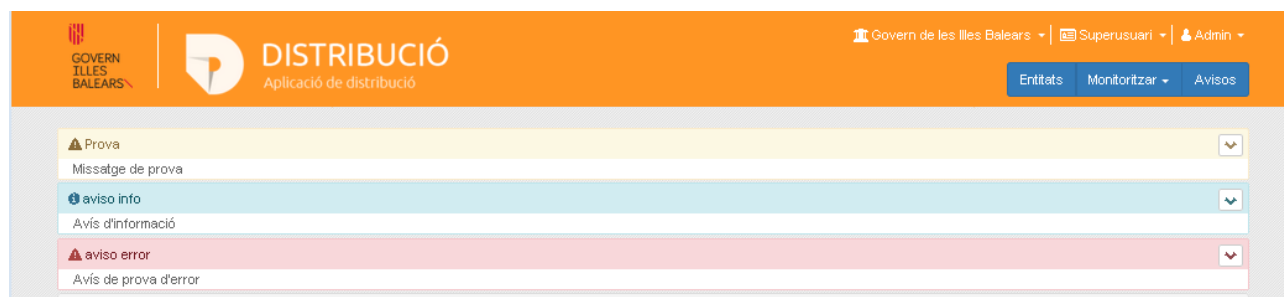 GOVERN
ILLES
BALEARS
DISTRIBUCIÓ
Aplicació de distribució
Govern de les Illes Balears
Superusuari
Admin
Entitats
Monitoritzar
Avisos
Prova
Missatge de prova
aviso info
Avís d'informació
aviso error
Avís de prova d'error